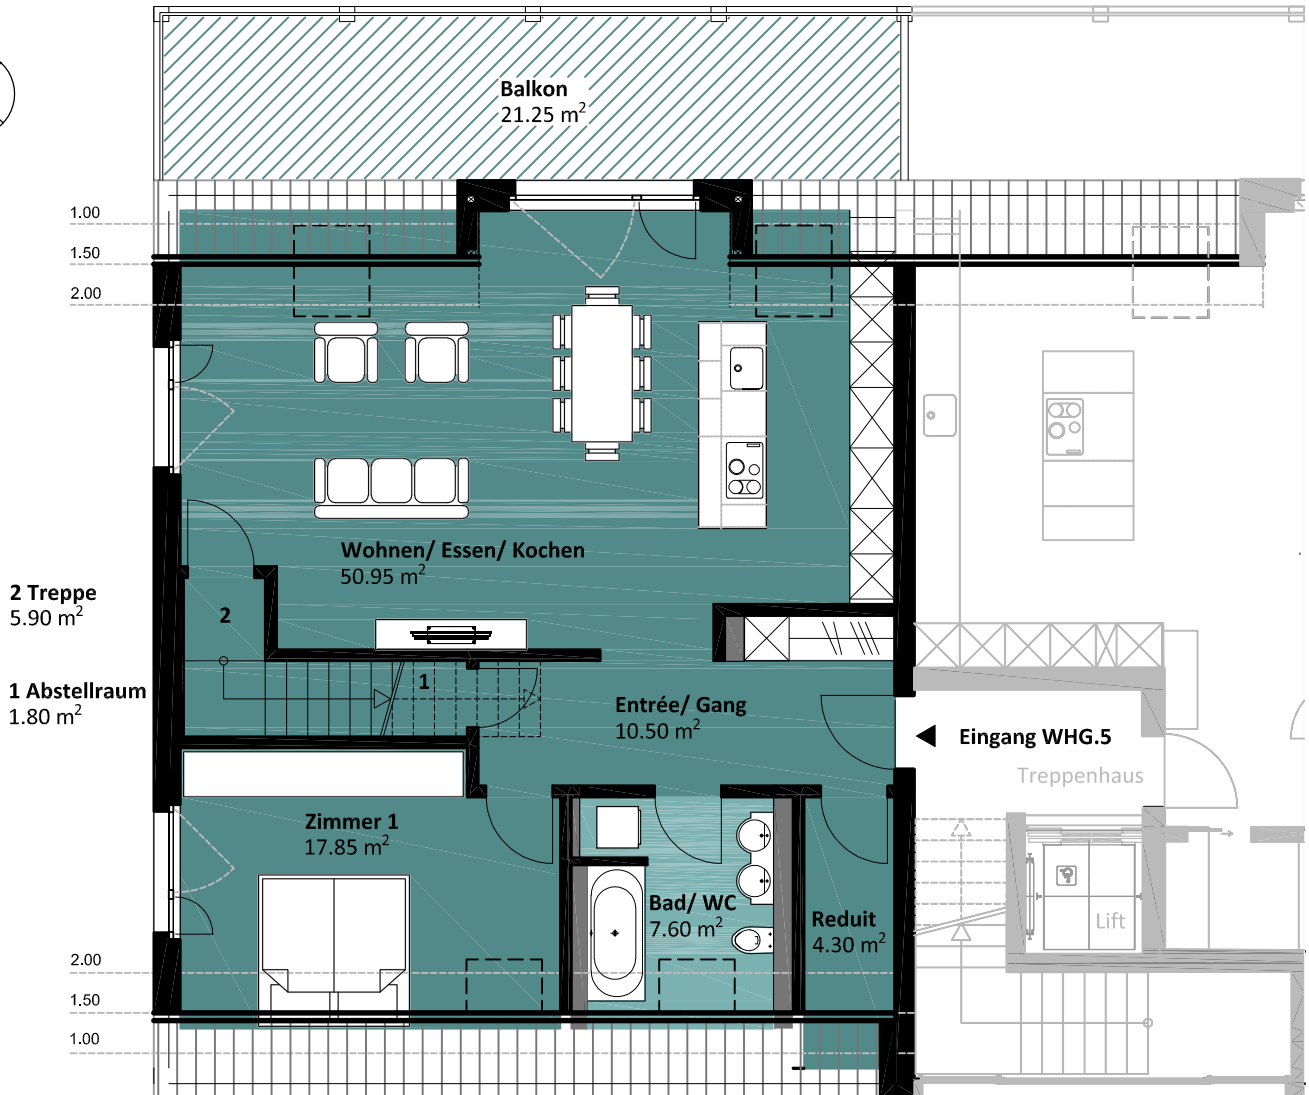 Balkon
21.25 m²
1.00
1.50
2.00
Wohnen/ Essen/ Kochen
50.95 m²
2 Treppe
5.90 m²
2
1 Abstellraum
1.80 m²
1
Entrée/ Gang
10.50 m²
Eingang WHG.5
Treppenhaus
Zimmer 1
17.85 m²
Bad/ WC
7.60 m²
Reduit
4.30 m²
Lift
2.00
1.50
1.00